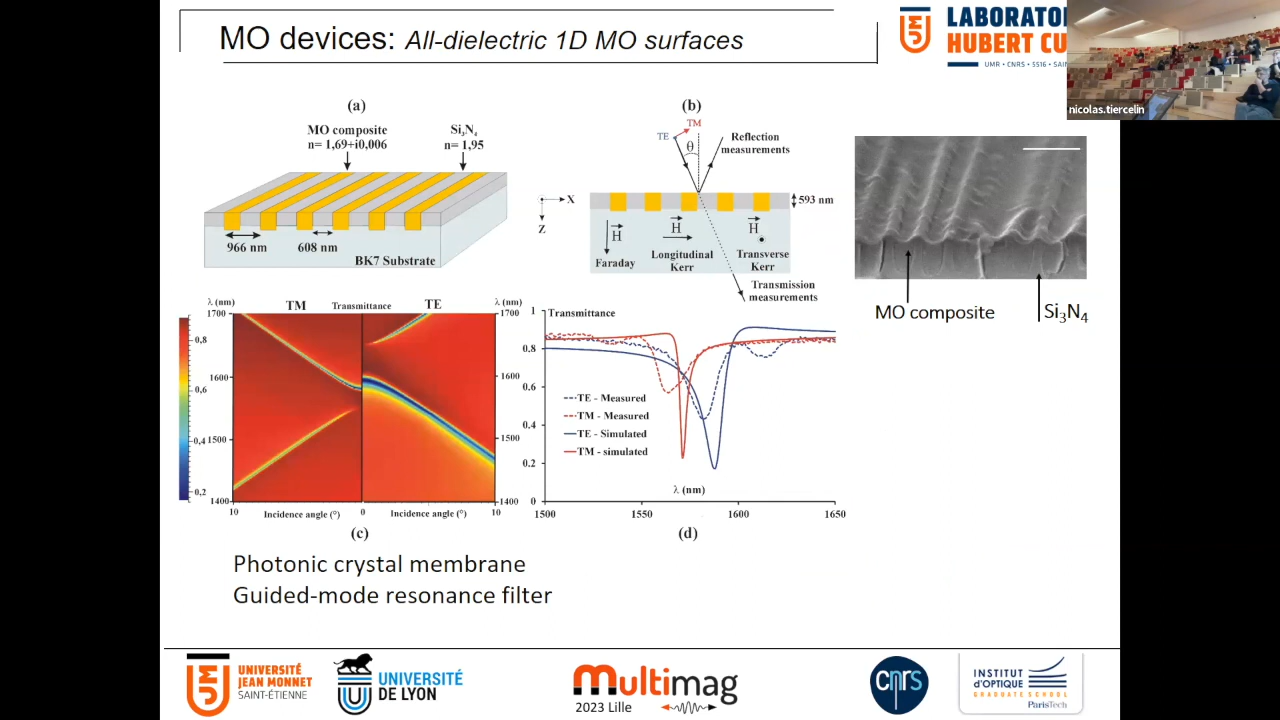 MO devices: All-dielectric 1D MO surfaces
LABORATO
HUBERT CU
UMR • CNRS • 5516 • SAI
nicolas.tiercelin
(a)
MO composite
n= 1,69+i0,006
Si3N4
n= 1,95
966 nm
608 nm
BK7 Substrate
(b)
TM
TE
θ
Reflection
measurements
X
Z
593 nm
H
H
H
Faraday
Longitudinal
Kerr
Transverse
Kerr
Transmission
measurements
MO composite
Si3N4
λ (nm)
TM
Transmittance
TE
λ (nm)
0,8
0,6
0,4
0,2
1700
1600
1500
1400
1700
1600
1500
1400
10
Incidence angle (°)
0
Incidence angle (°)
10
(c)
Transmittance
1
0.8
0.6
0.4
0.2
0
TE - Measured
TM - Measured
TE - Simulated
TM - simulated
λ (nm)
1500
1550
1600
1650
(d)
Photonic crystal membrane
Guided-mode resonance filter
UNIVERSITÉ
JEAN MONNET
SAINT-ÉTIENNE
UNIVERSITÉ
DE LYON
Multimag
2023 Lille
cnrs
INSTITUT
d'OPTIQUE
GRADUATE SCHOOL
ParisTech